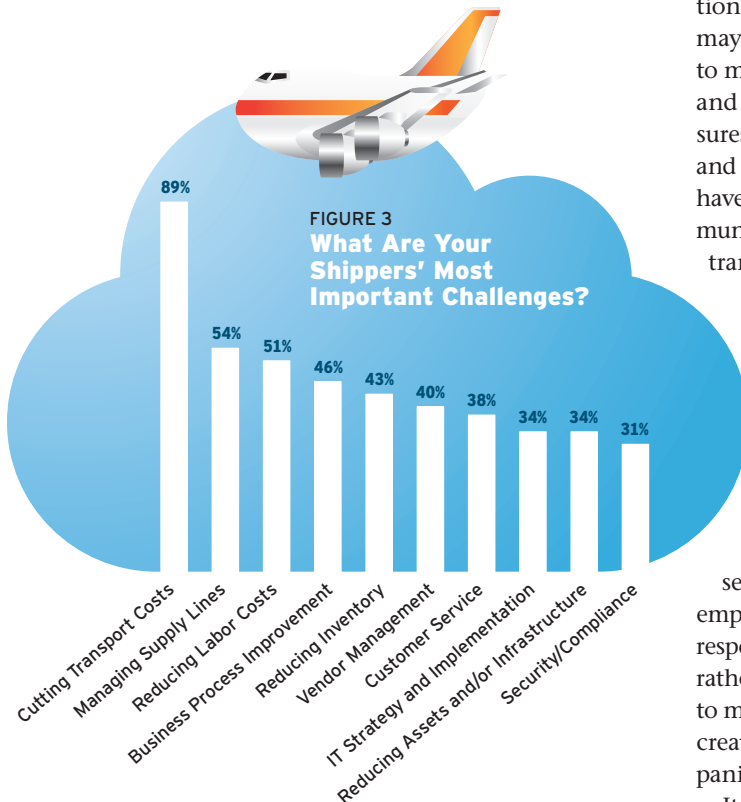 tion
may
to m
and
sures
and
have
mun
tran
FIGURE 3
What Are Your
Shippers' Most
Important Challenges?
89%
54%
51%
46%
43%
40%
38%
34%
34%
31%
Cutting Transport Costs
Managing Supply Lines
Reducing Labor Costs
Business Process Improvement
Reducing Inventory
Vendor Management
Customer Service
IT Strategy and Implementation
Reducing Assets and/or Infrastructure
Security/Compliance
se
emp
respo
rathe
to m
creat
pani